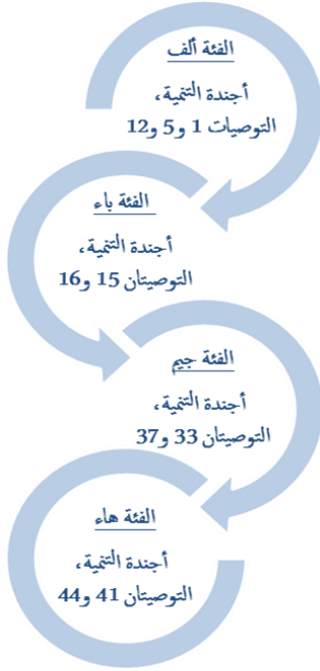 الفئة ألف
أجندة التنمية،
التوصيات 1 و5 و12
الفئة باء
أجندة التنمية،
التوصيتان 15 و16
الفئة جيم
أجندة التنمية،
التوصيتان 33 و37
الفئة هاء
أجندة التنمية،
التوصيتان 41 و44